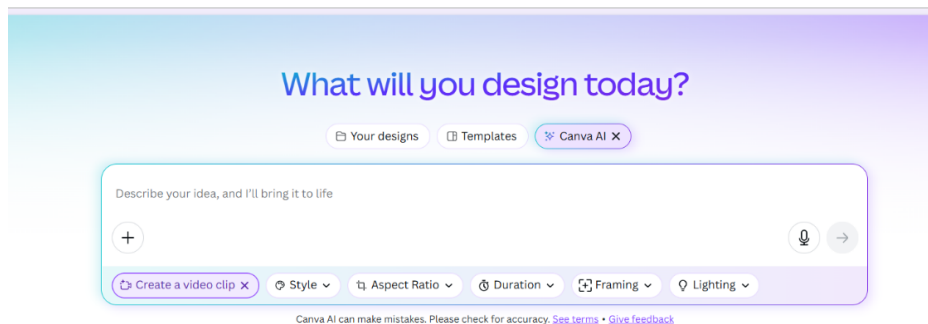 What will you design today?
Your designs Templates Canva AI
Describe your idea, and I'll bring it to life
Create a video clip Style Aspect Ratio Duration Framing Lighting
Canva AI can make mistakes. Please check for accuracy. See terms • Give feedback